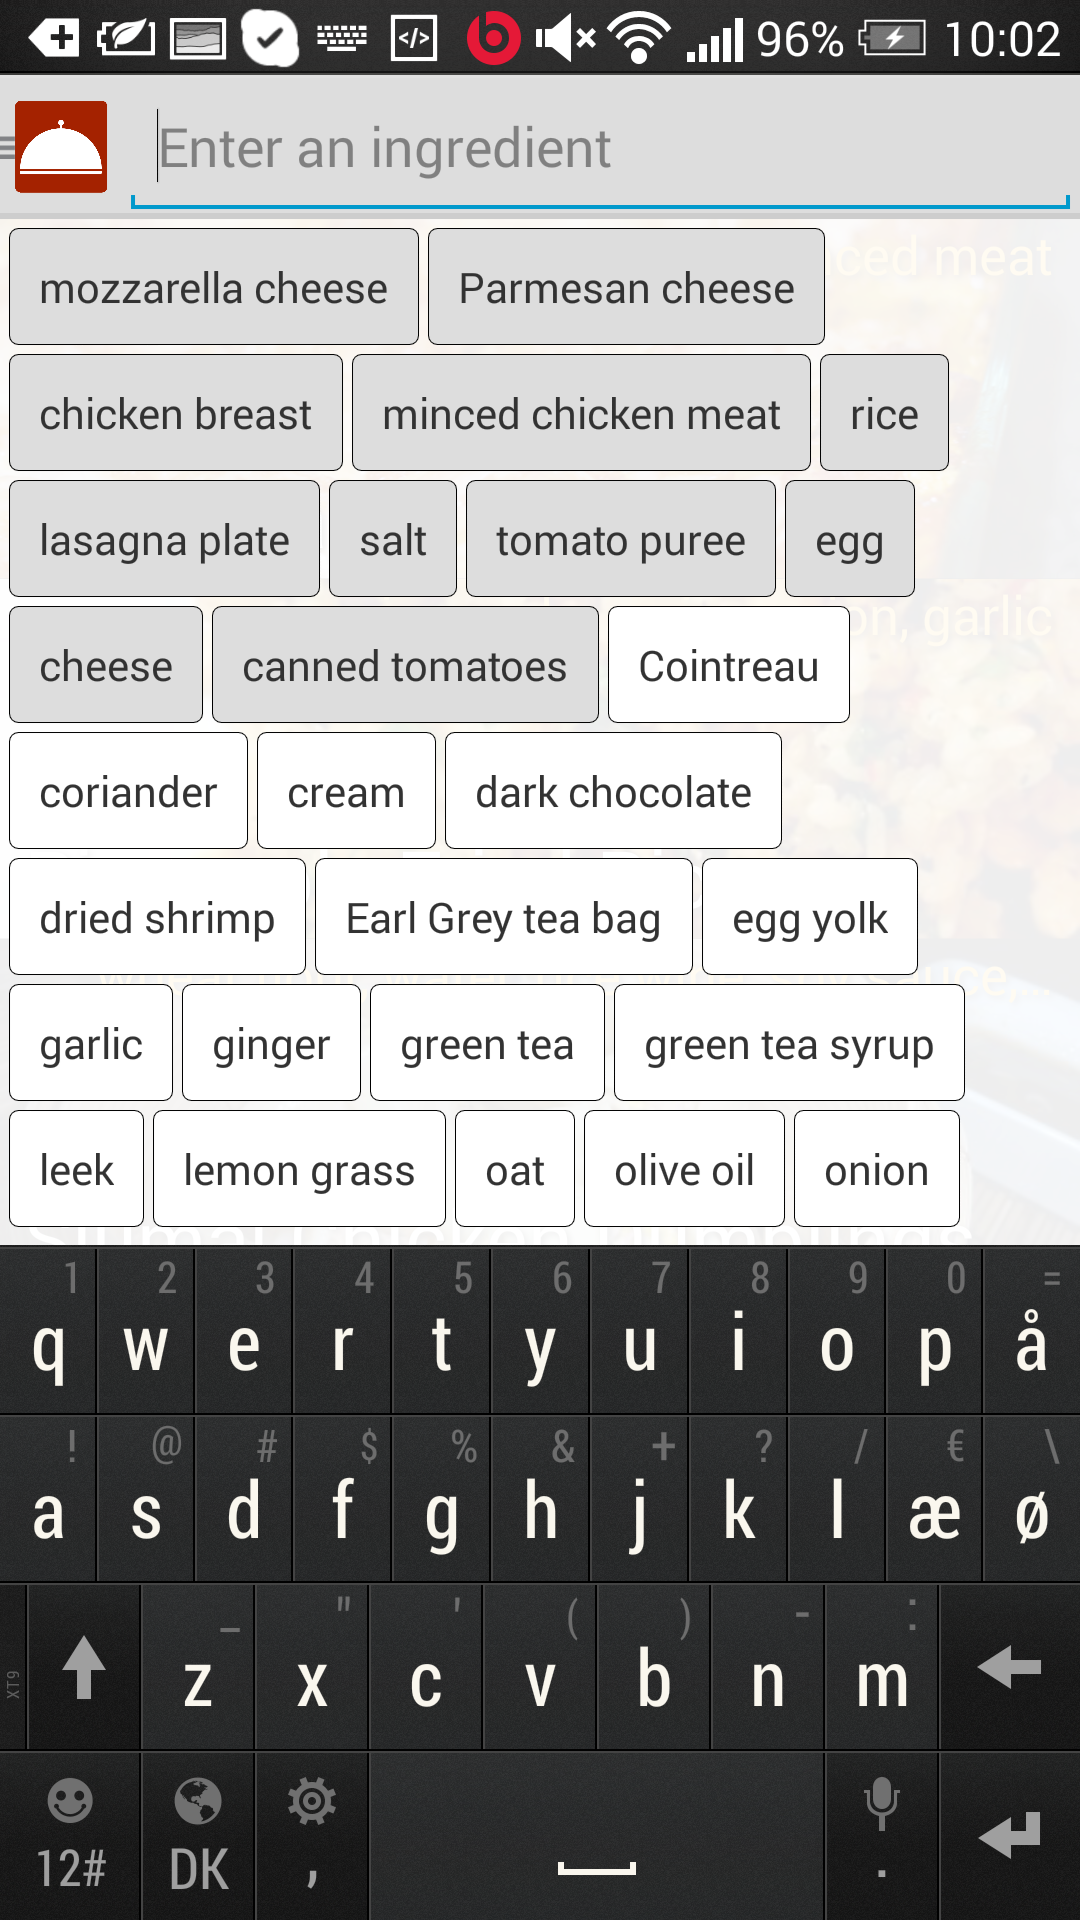 96% 10:02
Enter an ingredient
mozzarella cheese Parmesan cheese
chicken breast minced chicken meat rice
lasagna plate salt tomato puree egg
cheese canned tomatoes Cointreau
coriander cream dark chocolate
dried shrimp Earl Grey tea bag egg yolk
garlic ginger green tea green tea syrup
leek lemon grass oat olive oil onion
meat
garlic
1 2 3 4 5 6 7 8 9 0 =
q w e r t y u i o p å
! @ # $ % & + ? / € \
a s d f g h j k l æ ø
_ " ' ( ) - :
XT9 z x c v b n m
12# DK , .